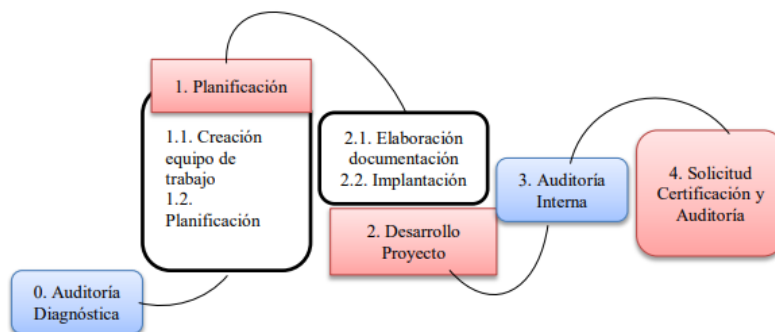 1. Planificación
1.1. Creación
equipo de
trabajo
1.2.
Planificación
0. Auditoría
Diagnóstica
2.1. Elaboración
documentación
2.2. Implantación
2. Desarrollo
Proyecto
3. Auditoría
Interna
4. Solicitud
Certificación y
Auditoría